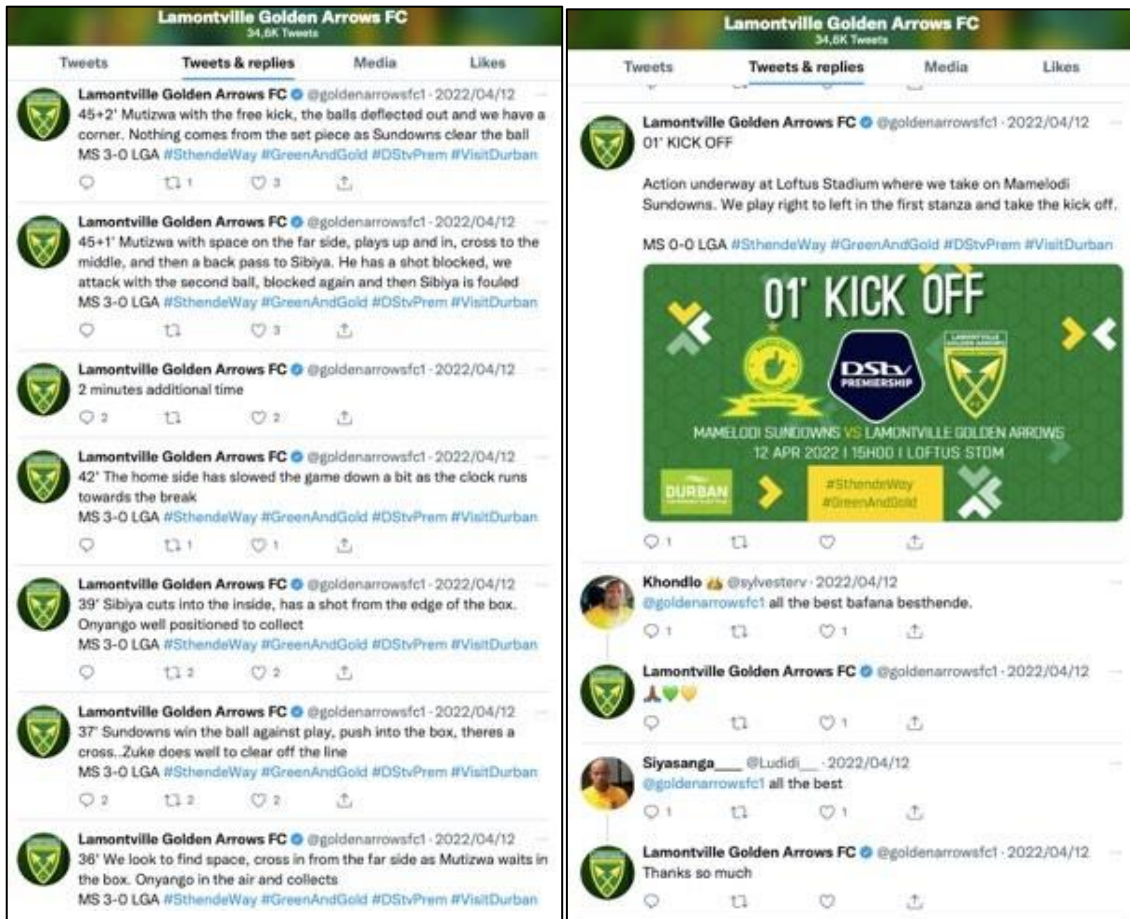 Lamontville Golden Arrows FC
34,6K Tweets
Tweets Tweets & replies Media Likes
Lamontville Golden Arrows FC @goldenarrowsfc1 · 2022/04/12
45+2' Mutizwa with the free kick, the balls deflected out and we have a
corner. Nothing comes from the set piece as Sundowns clear the ball
MS 3-0 LGA #SthendeWay #GreenAndGold #DStvPrem #VisitDurban
1 3
Lamontville Golden Arrows FC @goldenarrowsfc1 · 2022/04/12
45+1' Mutizwa with space on the far side, plays up and in, cross to the
middle, and then a back pass to Sibiya. He has a shot blocked, we
attack with the second ball, blocked again and then Sibiya is fouled
MS 3-0 LGA #SthendeWay #GreenAndGold #DStvPrem #VisitDurban
3
Lamontville Golden Arrows FC @goldenarrowsfc1 · 2022/04/12
2 minutes additional time
2 2
Lamontville Golden Arrows FC @goldenarrowsfc1 · 2022/04/12
42' The home side has slowed the game down a bit as the clock runs
towards the break
MS 3-0 LGA #SthendeWay #GreenAndGold #DStvPrem #VisitDurban
1 1
Lamontville Golden Arrows FC @goldenarrowsfc1 · 2022/04/12
39' Sibiya cuts into the inside, has a shot from the edge of the box.
Onyango well positioned to collect
MS 3-0 LGA #SthendeWay #GreenAndGold #DStvPrem #VisitDurban
2 2
Lamontville Golden Arrows FC @goldenarrowsfc1 · 2022/04/12
37' Sundowns win the ball against play, push into the box, theres a
cross..Zuke does well to clear off the line
MS 3-0 LGA #SthendeWay #GreenAndGold #DStvPrem #VisitDurban
2 2 2
Lamontville Golden Arrows FC @goldenarrowsfc1 · 2022/04/12
36' We look to find space, cross in from the far side as Mutizwa waits in
the box. Onyango in the air and collects
MS 3-0 LGA #SthendeWay #GreenAndGold #DStvPrem #VisitDurban
Lamontville Golden Arrows FC
34,6K Tweets
Tweets Tweets & replies Media Likes
Lamontville Golden Arrows FC @goldenarrowsfc1 · 2022/04/12
01' KICK OFF
Action underway at Loftus Stadium where we take on Mamelodi
Sundowns. We play right to left in the first stanza and take the kick off.
MS 0-0 LGA #SthendeWay #GreenAndGold #DStvPrem #VisitDurban
01' KICK OFF
DStv
PREMIERSHIP
LAMONTVILLE
GOLDEN ARROWS
MAMELODI SUNDOWNS VS LAMONTVILLE GOLDEN ARROWS
12 APR 2022 | 15H00 | LOFTUS STDM
DURBAN
#SthendeWay
#GreenAndGold
1
Khondlo @sylvesterv · 2022/04/12
@goldenarrowsfc1 all the best bafana besthende.
1 1
Lamontville Golden Arrows FC @goldenarrowsfc1 · 2022/04/12
🙏🏾💚💛
1
Siyasanga___ @Ludidi__ · 2022/04/12
@goldenarrowsfc1 all the best
1 1
Lamontville Golden Arrows FC @goldenarrowsfc1 · 2022/04/12
Thanks so much